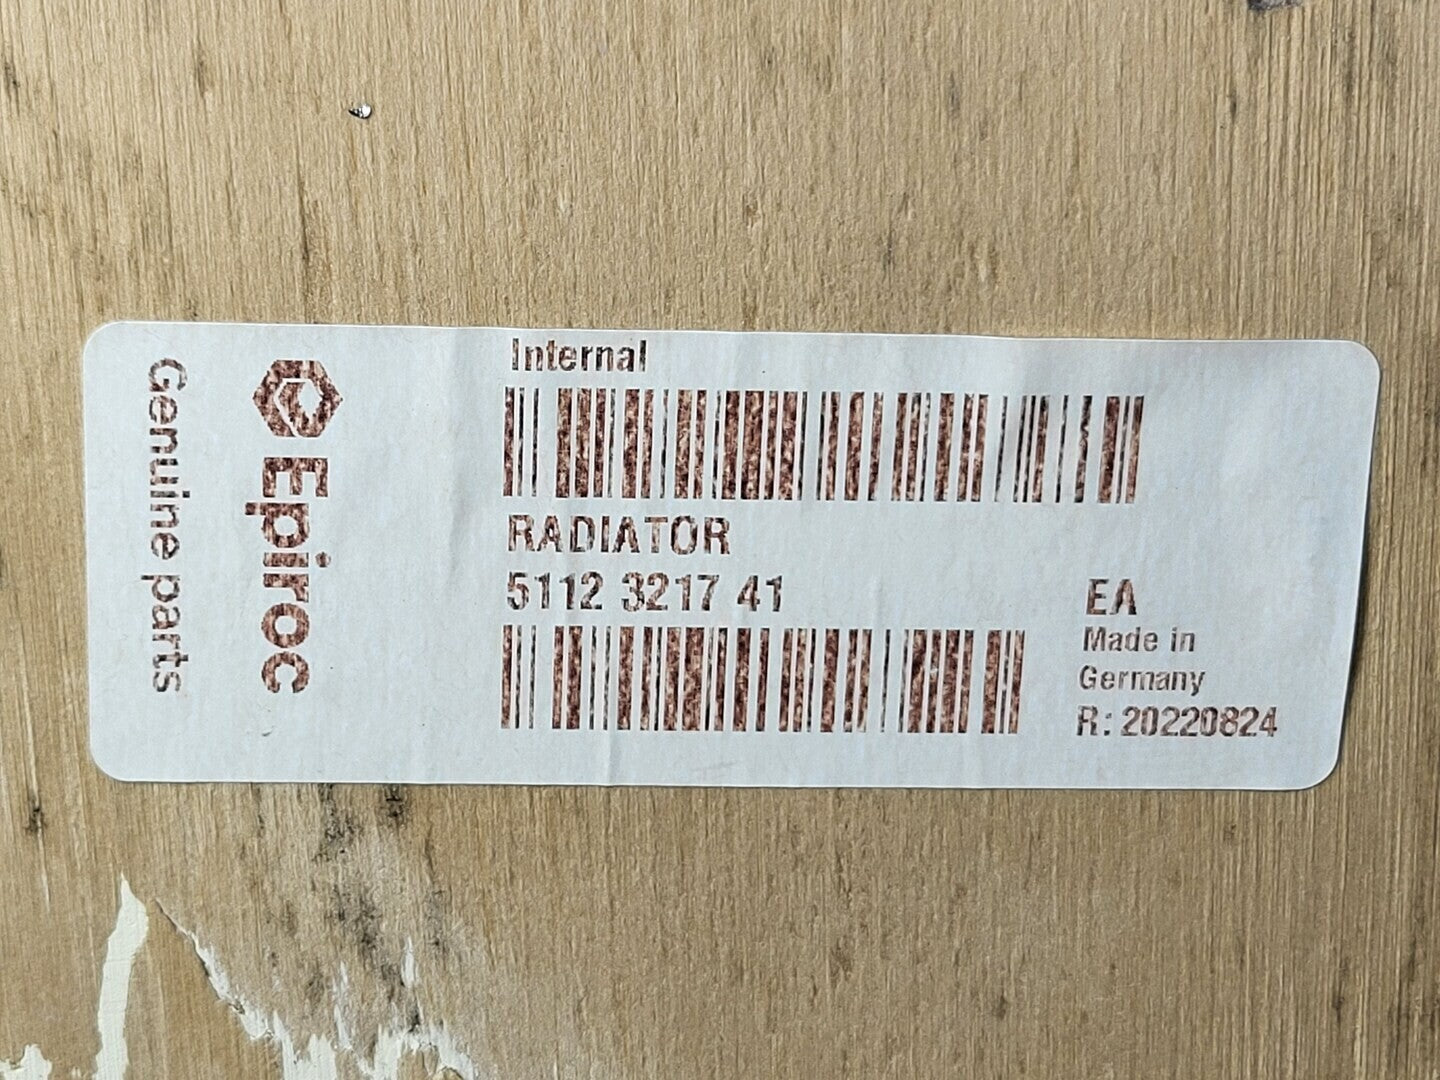 Genuine parts
Epiroc
Internal
RADIATOR
5112 3217 41
EA
Made in
Germany
R: 20220824